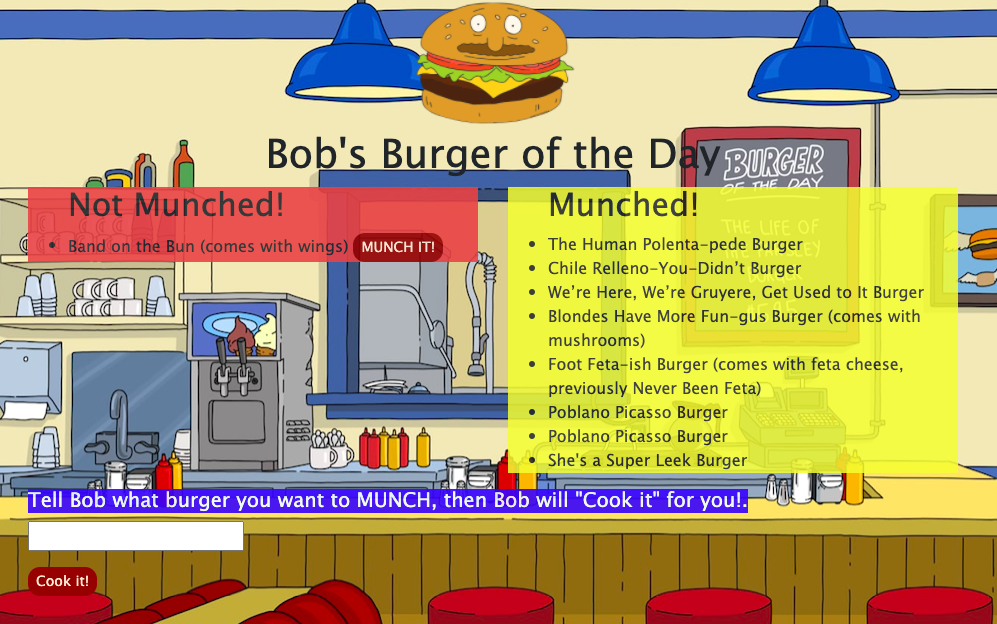 Bob's Burger of the Day
BURGER
OF THE DAY
THE LIFE OF
Not Munched!
Band on the Bun (comes with wings) MUNCH IT!
Munched!
The Human Polenta-pede Burger
Chile Relleno-You-Didn’t Burger
We’re Here, We’re Gruyere, Get Used to It Burger
Blondes Have More Fun-gus Burger (comes with
mushrooms)
Foot Feta-ish Burger (comes with feta cheese,
previously Never Been Feta)
Poblano Picasso Burger
Poblano Picasso Burger
She's a Super Leek Burger
Tell Bob what burger you want to MUNCH, then Bob will "Cook it" for you!.
Cook it!